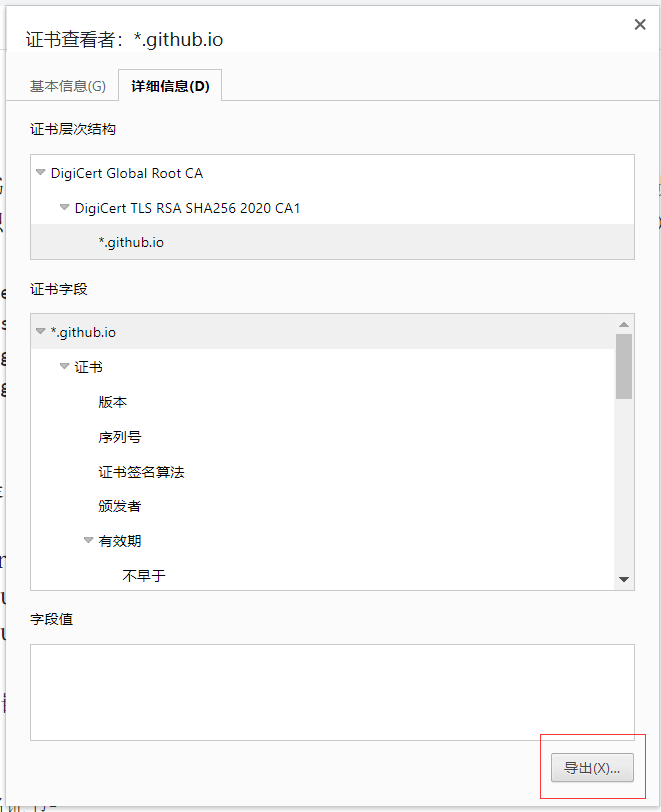 证书查看者：*.github.io
基本信息(G) 详细信息(D)
证书层次结构
DigiCert Global Root CA
DigiCert TLS RSA SHA256 2020 CA1
*.github.io
证书字段
*.github.io
证书
版本
序列号
证书签名算法
颁发者
有效期
不早于
字段值
导出(X)...